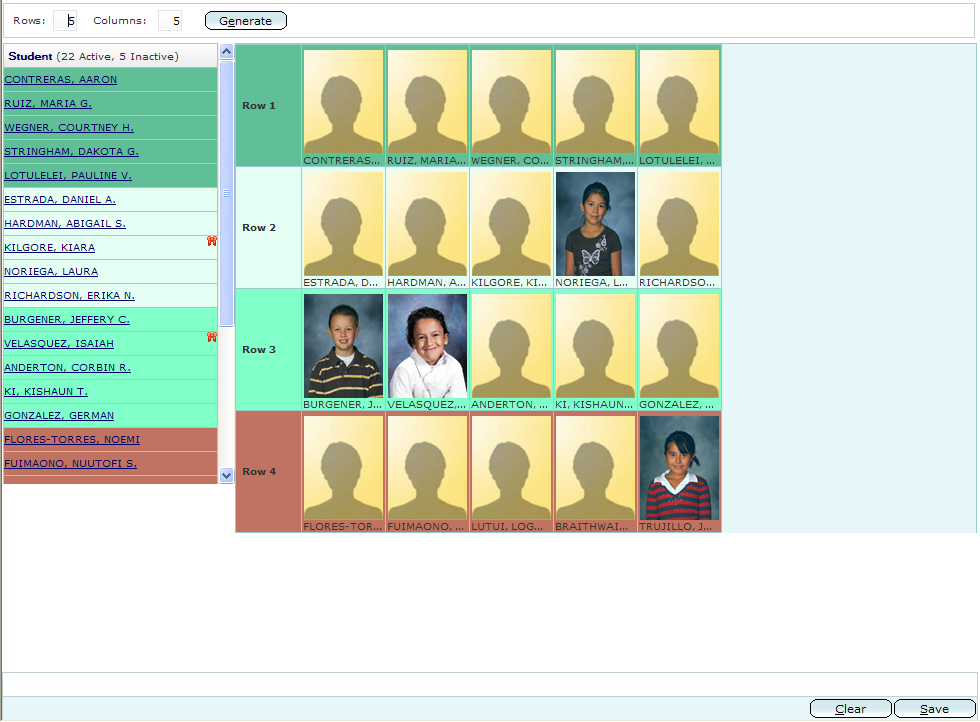 Rows: 5 Columns: 5 Generate
Student (22 Active, 5 Inactive)
CONTRERAS, AARON
RUIZ, MARIA G.
WEGNER, COURTNEY H.
STRINGHAM, DAKOTA G.
LOTULELEI, PAULINE V.
ESTRADA, DANIEL A.
HARDMAN, ABIGAIL S.
KILGORE, KIARA
NORIEGA, LAURA
RICHARDSON, ERIKA N.
BURGENER, JEFFERY C.
VELASQUEZ, ISAIAH
ANDERTON, CORBIN R.
KI, KISHAUN T.
GONZALEZ, GERMAN
FLORES-TORRES, NOEMI
FUIMAONO, NUUTOFI S.
Row 1
CONTRERAS... RUIZ, MARIA... WEGNER, CO... STRINGHAM,... LOTULELEI, ...
Row 2
ESTRADA, D... HARDMAN, A... KILGORE, KI... NORIEGA, L... RICHARDSO...
Row 3
BURGENER, J... VELASQUEZ,... ANDERTON, ... KI, KISHAUN... GONZALEZ, ...
Row 4
FLORES-TOR... FUIMAONO, ... LUTUI, LOG... BRAITHWAI... TRUJILLO, J...
Clear Save